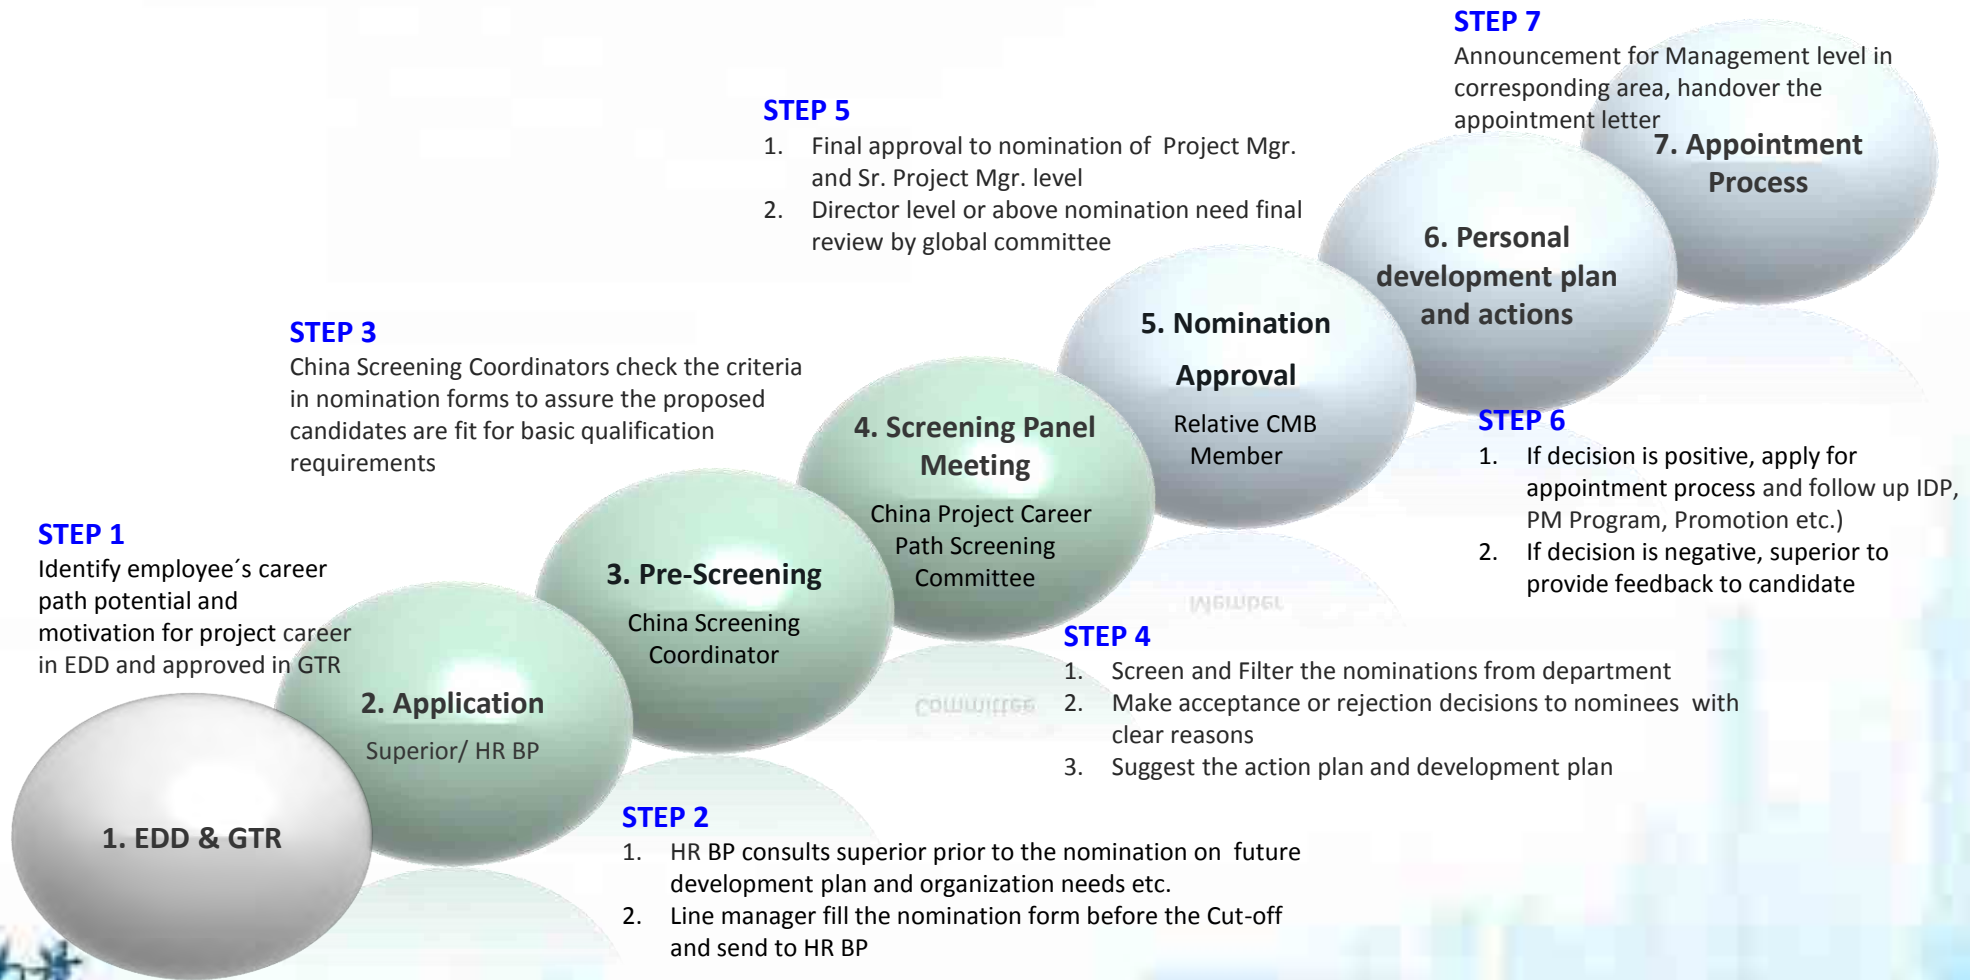 STEP 1
Identify employee´s career
path potential and
motivation for project career
in EDD and approved in GTR
1. EDD & GTR
STEP 2
1. HR BP consults superior prior to the nomination on future
development plan and organization needs etc.
2. Line manager fill the nomination form before the Cut-off
and send to HR BP
2. Application
Superior/ HR BP
STEP 3
China Screening Coordinators check the criteria
in nomination forms to assure the proposed
candidates are fit for basic qualification
requirements
3. Pre-Screening
China Screening
Coordinator
STEP 4
1. Screen and Filter the nominations from department
2. Make acceptance or rejection decisions to nominees with
clear reasons
3. Suggest the action plan and development plan
4. Screening Panel
Meeting
China Project Career
Path Screening
Committee
Committee
STEP 5
1. Final approval to nomination of Project Mgr.
and Sr. Project Mgr. level
2. Director level or above nomination need final
review by global committee
5. Nomination
Approval
Relative CMB
Member
Member
STEP 6
1. If decision is positive, apply for
appointment process and follow up IDP,
PM Program, Promotion etc.)
2. If decision is negative, superior to
provide feedback to candidate
6. Personal
development plan
and actions
STEP 7
Announcement for Management level in
corresponding area, handover the
appointment letter
7. Appointment
Process